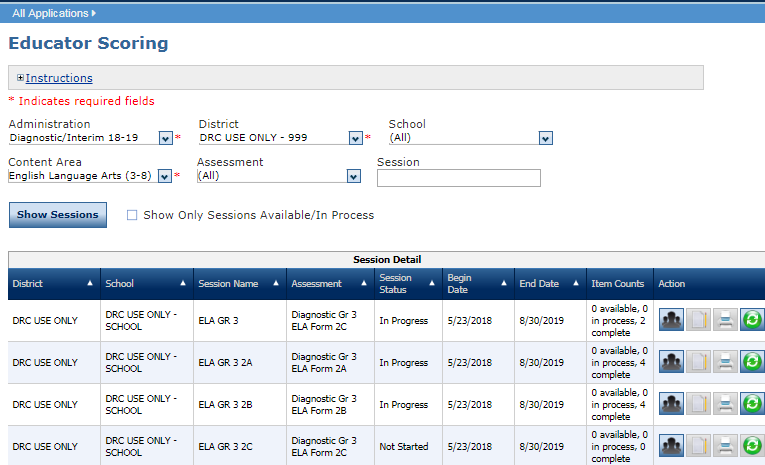 All Applications
Educator Scoring
Instructions
* Indicates required fields
Administration District School
Diagnostic/Interim 18-19 * DRC USE ONLY - 999 * (All)
Content Area Assessment Session
English Language Arts (3-8) * (All)
Show Sessions Show Only Sessions Available/In Process
Session Detail
District School Session Name Assessment Session Status Begin Date End Date Item Counts Action
DRC USE ONLY DRC USE ONLY - SCHOOL ELA GR 3 Diagnostic Gr 3 ELA Form 2C In Progress 5/23/2018 8/30/2019 0 available, 0 in process, 2 complete
DRC USE ONLY DRC USE ONLY - SCHOOL ELA GR 3 2A Diagnostic Gr 3 ELA Form 2A In Progress 5/23/2018 8/30/2019 0 available, 0 in process, 4 complete
DRC USE ONLY DRC USE ONLY - SCHOOL ELA GR 3 2B Diagnostic Gr 3 ELA Form 2B In Progress 5/23/2018 8/30/2019 0 available, 0 in process, 4 complete
DRC USE ONLY DRC USE ONLY - SCHOOL ELA GR 3 2C Diagnostic Gr 3 ELA Form 2C Not Started 5/23/2018 8/30/2019 0 available, 0 in process, 0 complete